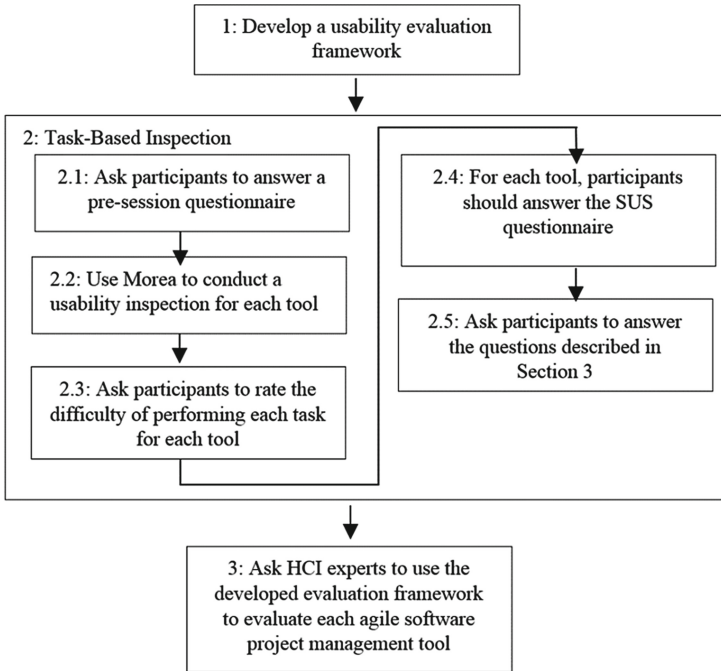 1: Develop a usability evaluation
framework
2: Task-Based Inspection
2.1: Ask participants to answer a
pre-session questionnaire
2.2: Use Morea to conduct a
usability inspection for each tool
2.3: Ask participants to rate the
difficulty of performing each task
for each tool
2.4: For each tool, participants
should answer the SUS
questionnaire
2.5: Ask participants to answer
the questions described in
Section 3
3: Ask HCI experts to use the
developed evaluation framework
to evaluate each agile software
project management tool